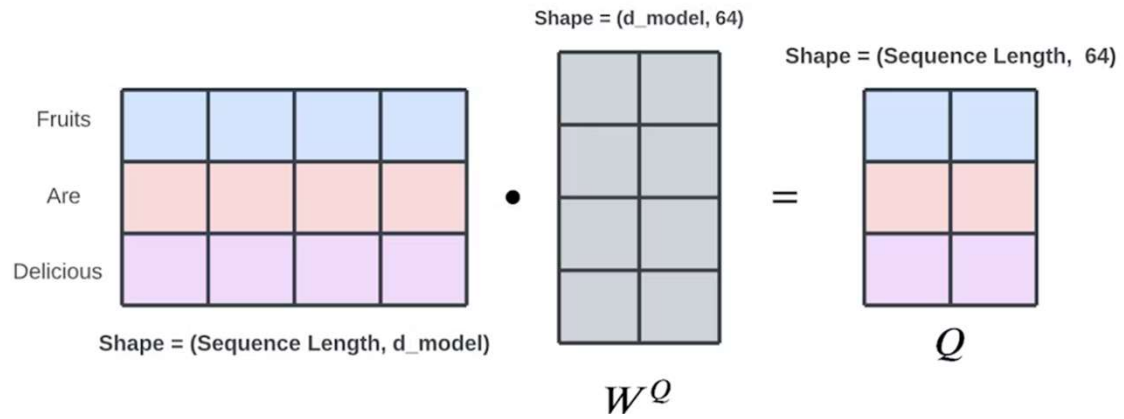 Shape = (d_model, 64)
Shape = (Sequence Length, 64)
Fruits
Are
Delicious
•
=
Shape = (Sequence Length, d_model)
Q
W^Q